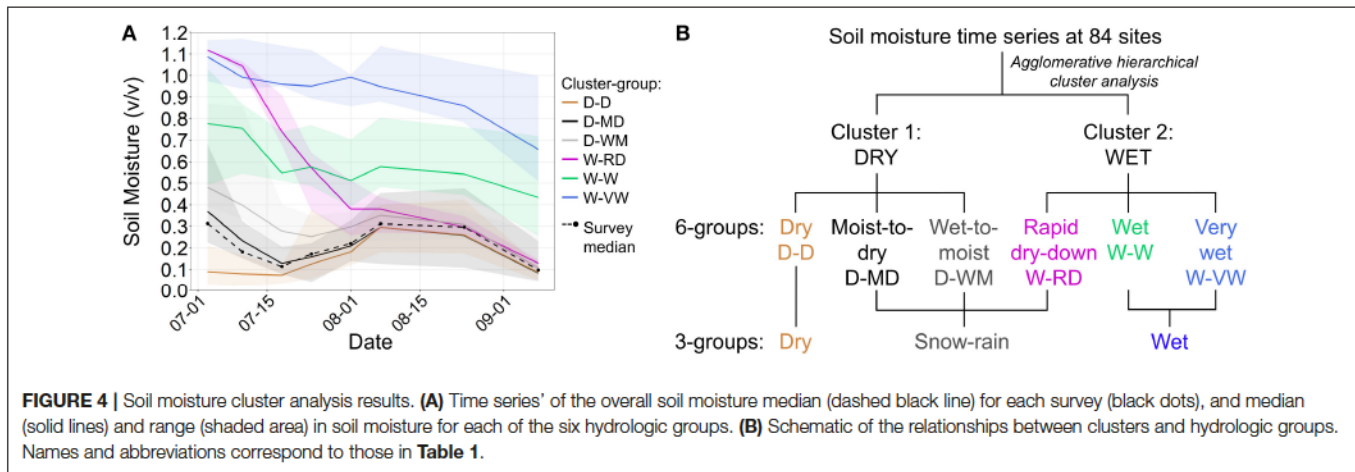 A
Soil Moisture (v/v)
1.2
1.1
1.0
0.9
0.8
0.7
0.6
0.5
0.4
0.3
0.2
0.1
0.0
07-01
07-15
08-01
08-15
09-01
Date
Cluster-group:
D-D
D-MD
D-WM
W-RD
W-W
W-VW
Survey
median
B
Soil moisture time series at 84 sites
Agglomerative hierarchical
cluster analysis
Cluster 1:
DRY
Cluster 2:
WET
6-groups:
Dry
D-D
Moist-to-
dry
D-MD
Wet-to-
moist
D-WM
Rapid
dry-down
W-RD
Wet
W-W
Very
wet
W-VW
3-groups:
Dry
Snow-rain
Wet
FIGURE 4 | Soil moisture cluster analysis results. (A) Time series' of the overall soil moisture median (dashed black line) for each survey (black dots), and median
(solid lines) and range (shaded area) in soil moisture for each of the six hydrologic groups. (B) Schematic of the relationships between clusters and hydrologic groups.
Names and abbreviations correspond to those in Table 1.